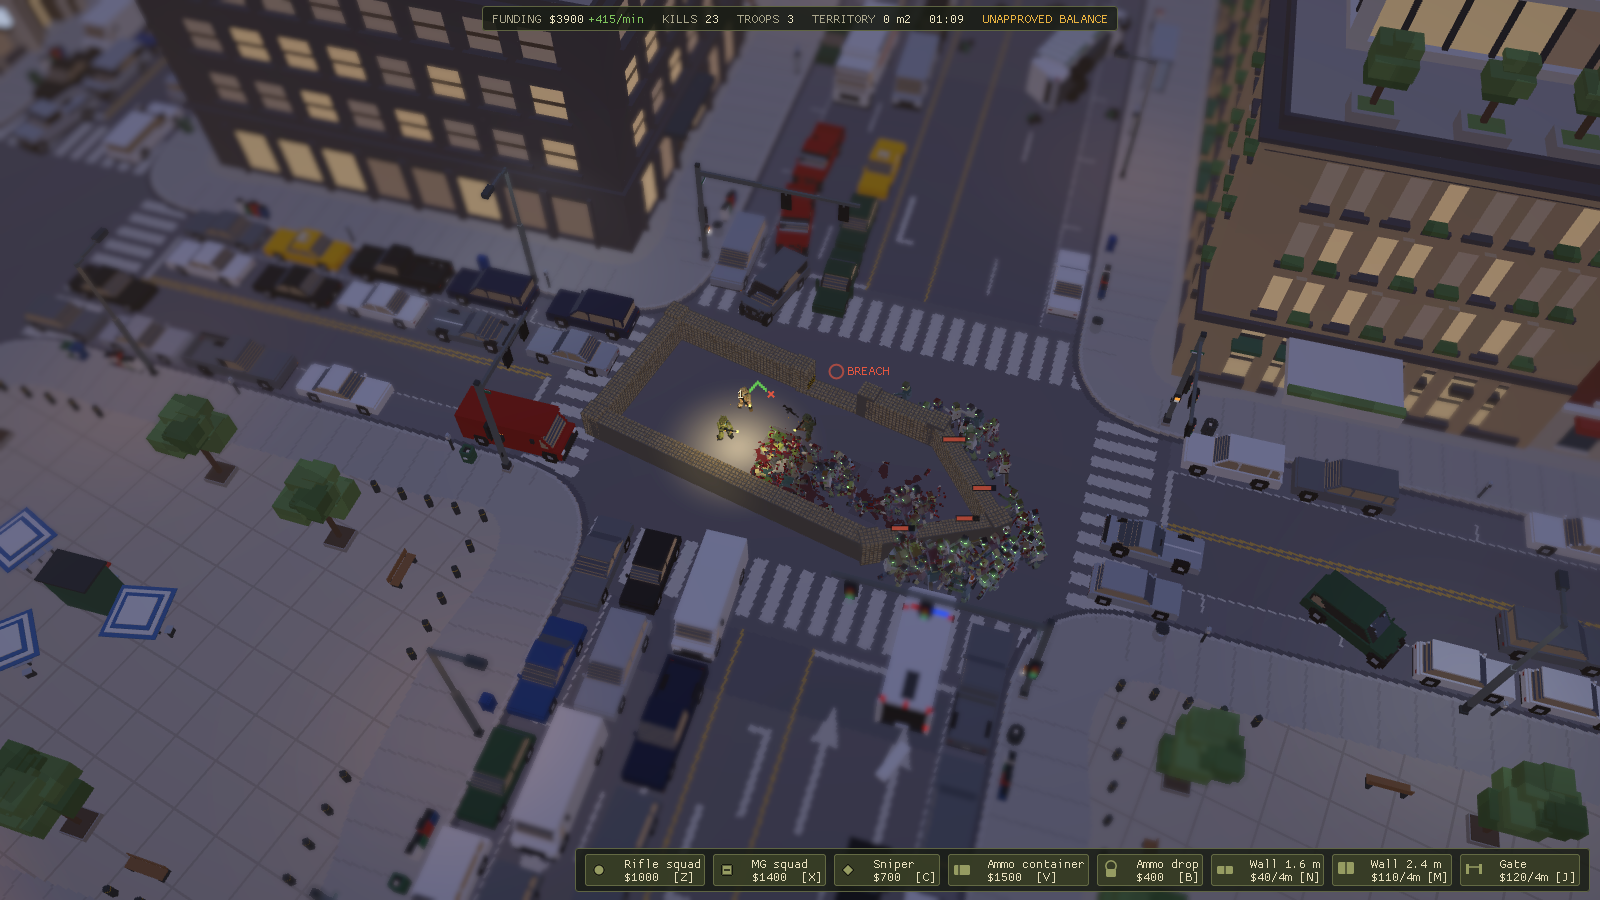 FUNDING $3900 +415/min KILLS 23 TROOPS 3 TERRITORY 0 m2 01:09 UNAPPROVED BALANCE
BREACH
1
Rifle squad
$1000 [Z]
MG squad
$1400 [X]
Sniper
$700 [C]
Ammo container
$1500 [V]
Ammo drop
$400 [B]
Wall 1.6 m
$40/4m [N]
Wall 2.4 m
$110/4m [M]
Gate
$120/4m [J]